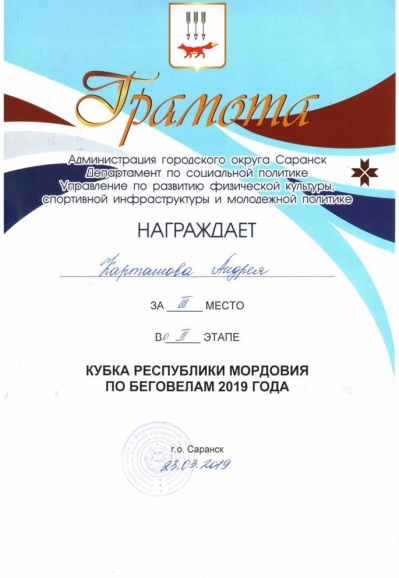 Грамота
Администрация городского округа Саранск
Департамент по социальной политике
Управление по развитию физической культуры,
спортивной инфраструктуры и молодежной политике
НАГРАЖДАЕТ
Карташова Андрея
ЗА III МЕСТО
Во II ЭТАПЕ
КУБКА РЕСПУБЛИКИ МОРДОВИЯ
ПО БЕГОВЕЛАМ 2019 ГОДА
г.о. Саранск
23.03.2019